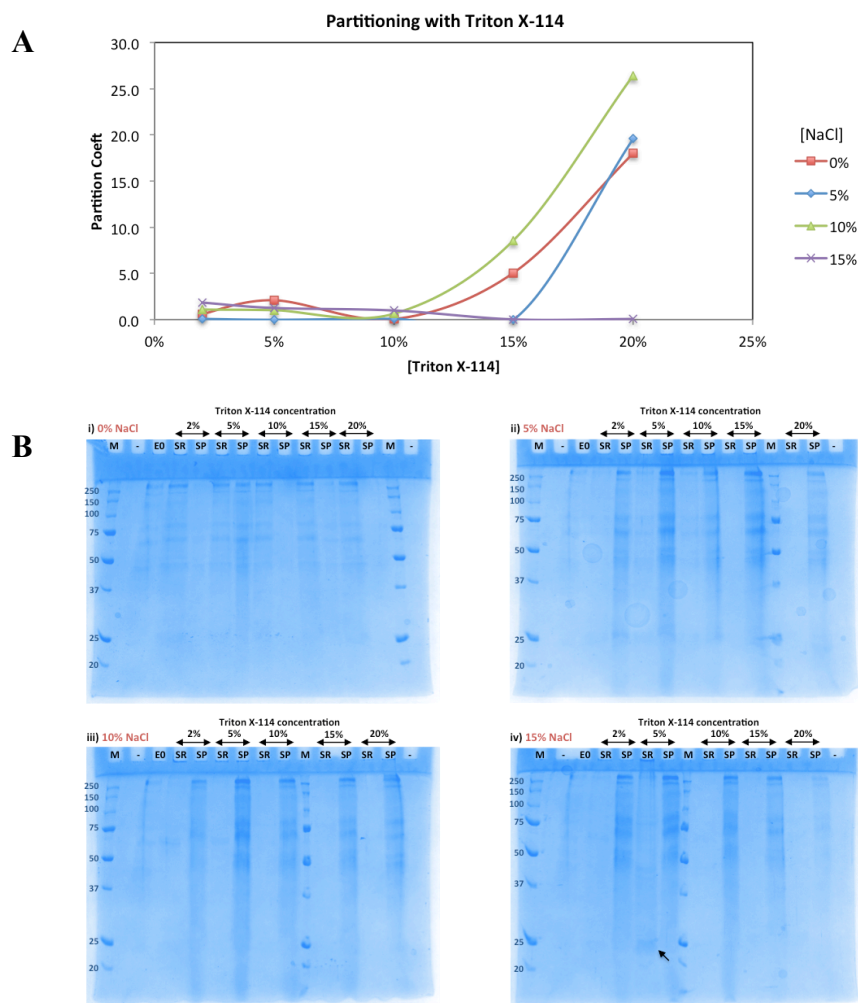 A
Partitioning with Triton X-114
30.0
25.0
20.0
15.0
10.0
5.0
0.0
Partition Coeft
0% 5% 10% 15% 20% 25%
[Triton X-114]
[NaCl]
0%
5%
10%
15%
B
Triton X-114 concentration
i) 0% NaCl 2% 5% 10% 15% 20%
M - E0 SR SP SR SP SR SP SR SP SR SP M -
250
150
100
75
50
37
25
20
Triton X-114 concentration
ii) 5% NaCl 2% 5% 10% 15% 20%
M - E0 SR SP SR SP SR SP SR SP M SR SP -
250
150
100
75
50
37
25
20
Triton X-114 concentration
iii) 10% NaCl 2% 5% 10% 15% 20%
M - E0 SR SP SR SP SR SP M SR SP SR SP -
250
150
100
75
50
37
25
20
Triton X-114 concentration
iv) 15% NaCl 2% 5% 10% 15% 20%
M - E0 SR SP SR SP M SR SP SR SP SR SP -
250
150
100
75
50
37
25
20